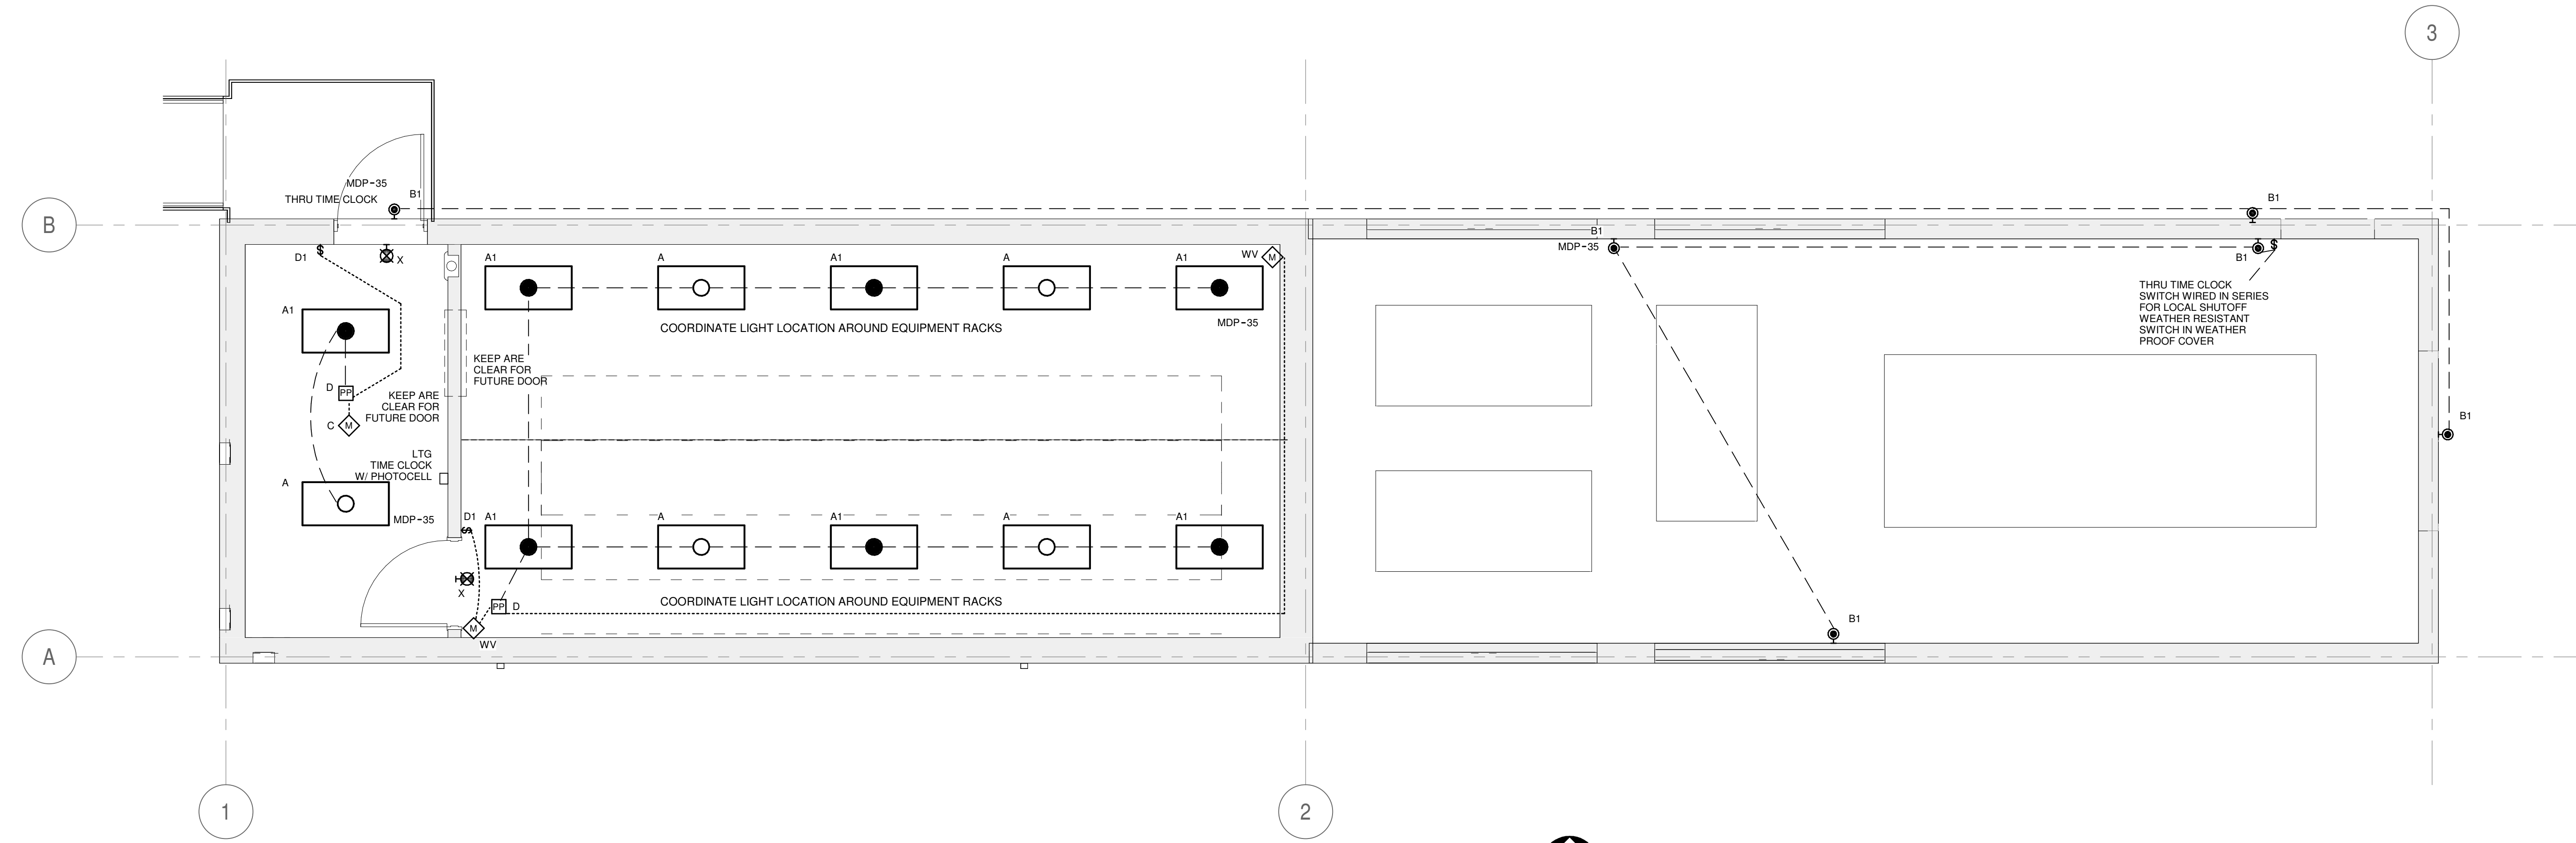 3
MDP-35
THRU TIME CLOCK
B1
B1
B
B1
MDP-35
B1
D1
$
X
A1
A
A1
A
A1
WV
M
$
THRU TIME CLOCK
SWITCH WIRED IN SERIES
FOR LOCAL SHUTOFF
WEATHER RESISTANT
SWITCH IN WEATHER
PROOF COVER
A1
COORDINATE LIGHT LOCATION AROUND EQUIPMENT RACKS
MDP-35
KEEP ARE
CLEAR FOR
FUTURE DOOR
D
PP
KEEP ARE
CLEAR FOR
FUTURE DOOR
C
M
B1
LTG
TIME CLOCK
W/ PHOTOCELL
A
MDP-35
D1
$
A1
A
A1
A
A1
X
PP
D
COORDINATE LIGHT LOCATION AROUND EQUIPMENT RACKS
M
WV
B1
A
1
2